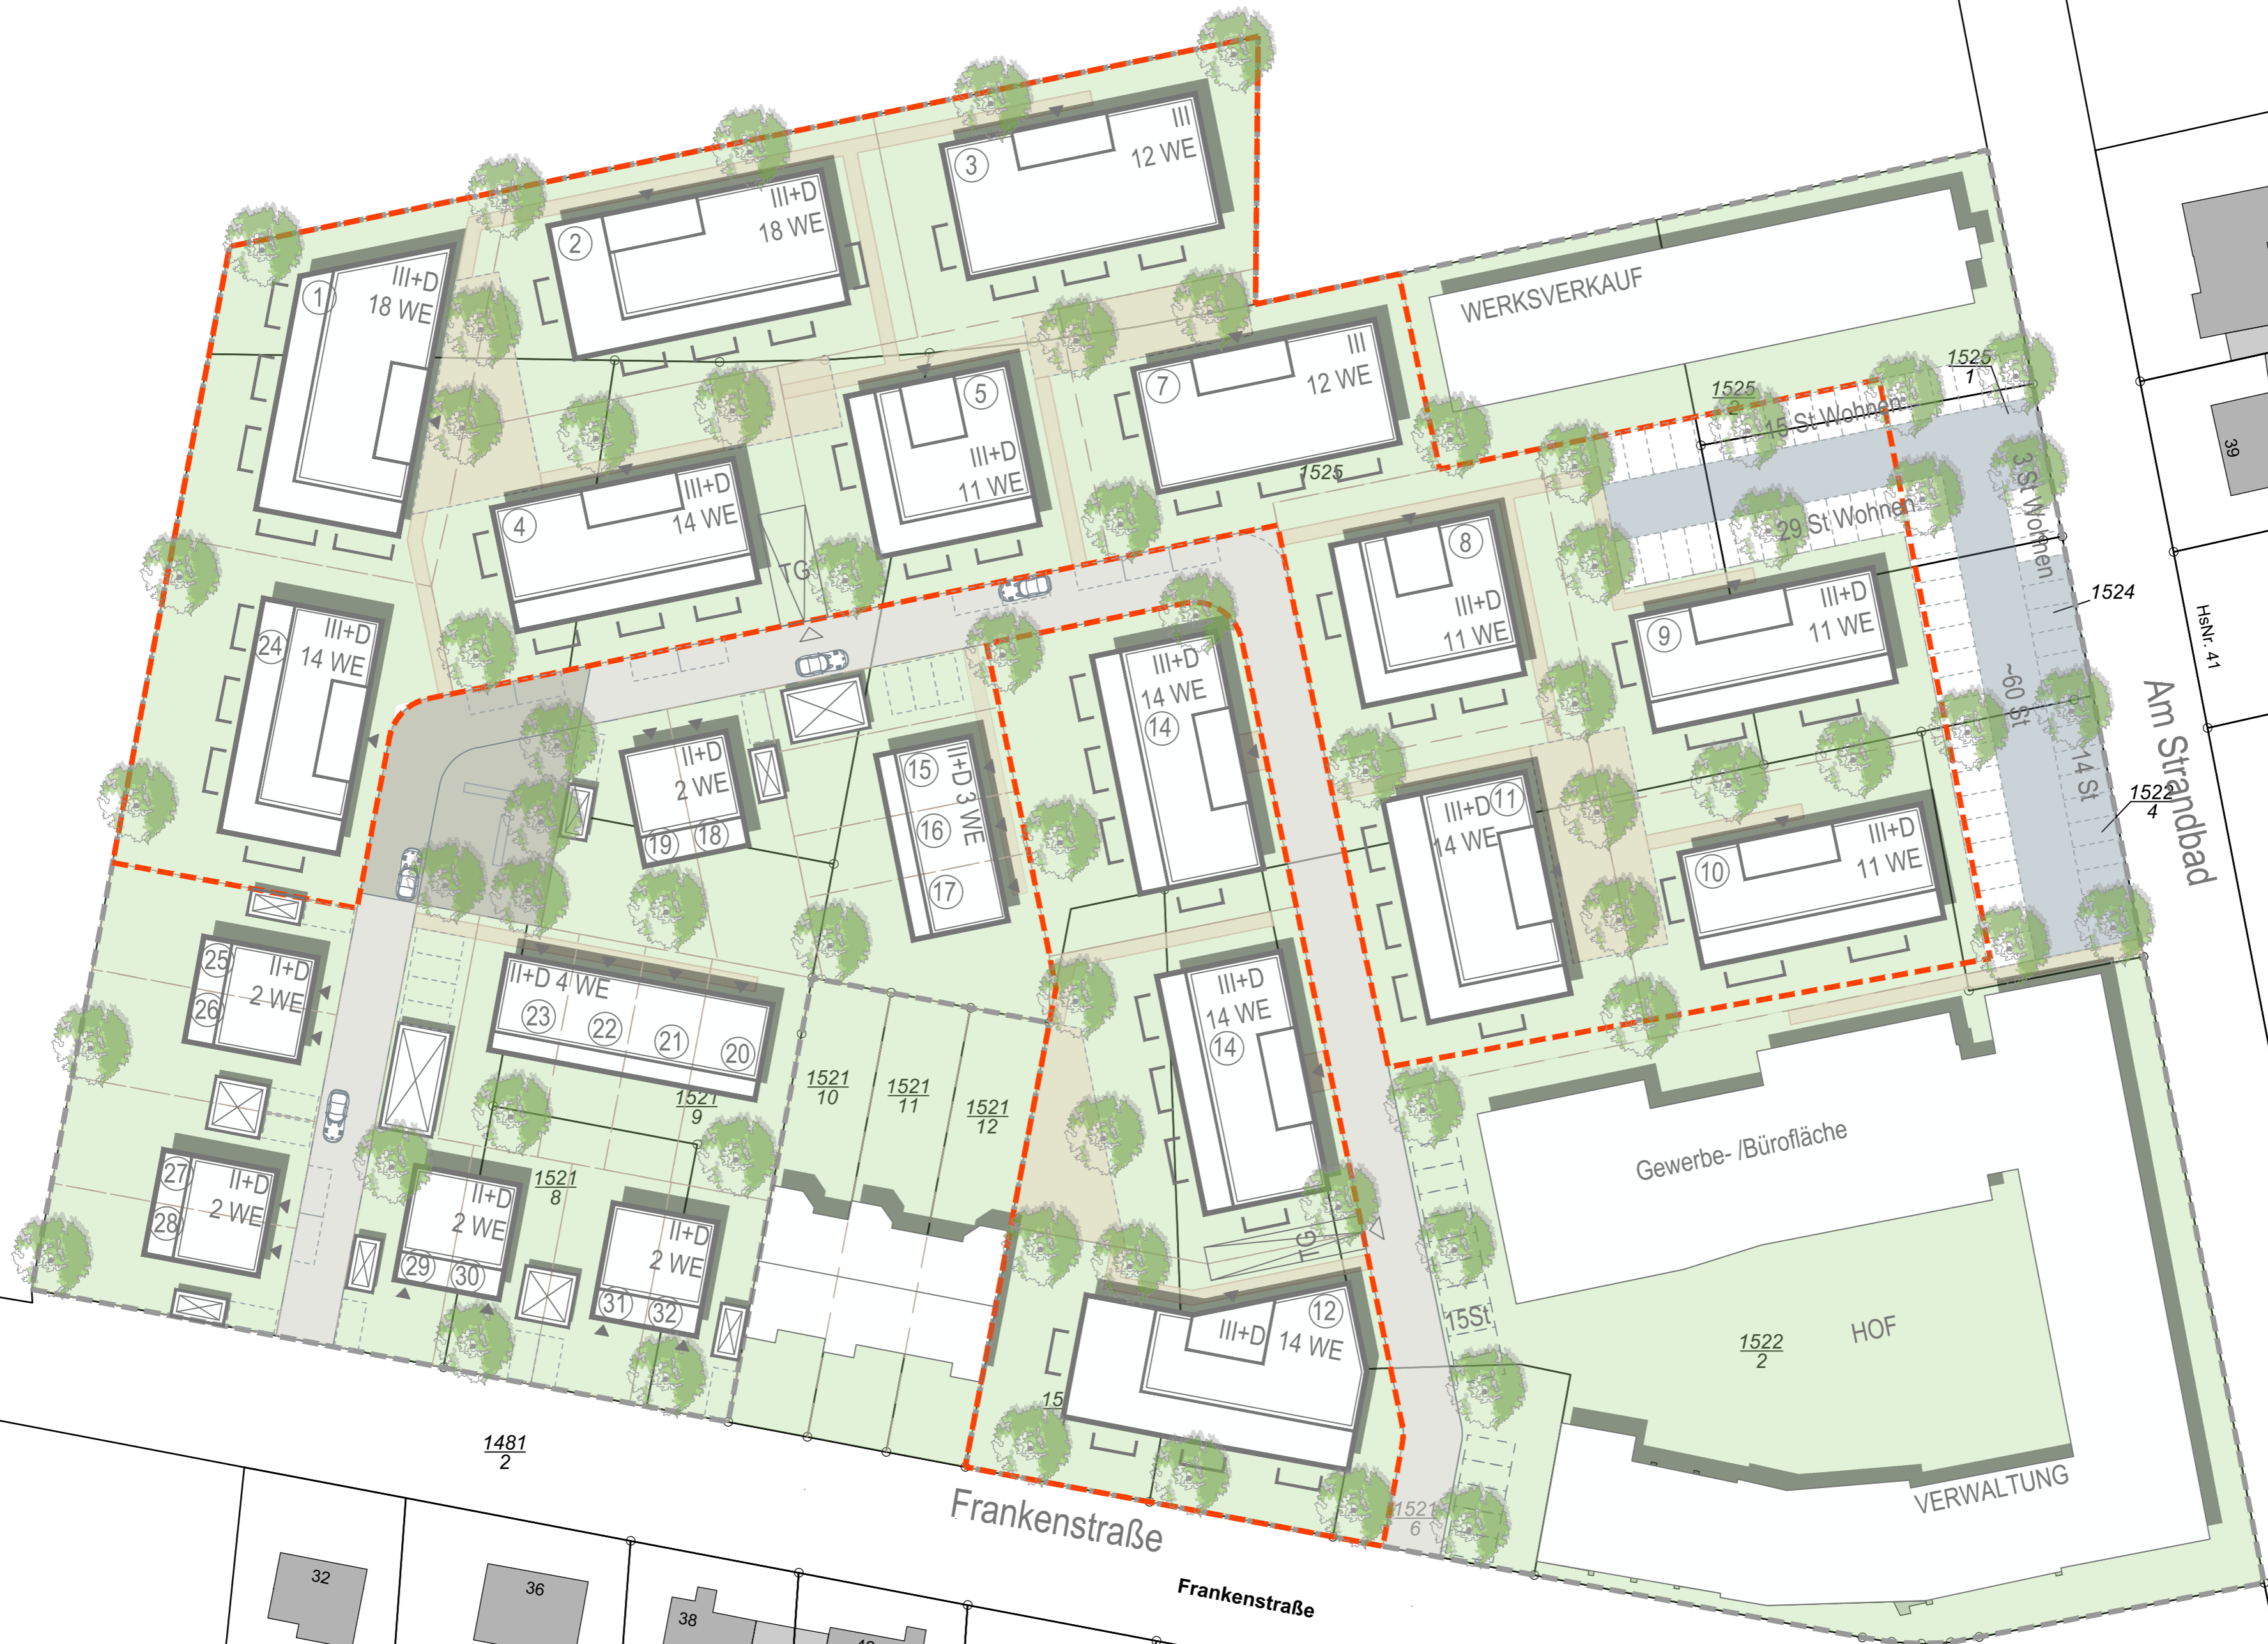 III
12 WE
3
III+D
18 WE
2
III+D
18 WE
1
WERKSVERKAUF
III
12 WE
7
5
III+D
11 WE
1525
1525
1
15 St Wohnen
3 St Wohnen
29 St Wohnen
1525
III+D
14 WE
4
TG
8
III+D
11 WE
9
III+D
11 WE
1524
39
HsNr. 41
24
III+D
14 WE
II+D
2 WE
19
18
15
16
17
II+D 3 WE
III+D
14 WE
14
III+D
14 WE
11
10
III+D
11 WE
~60 St
14 St
1522
4
Am Strandbad
25
26
II+D
2 WE
II+D 4 WE
23
22
21
20
III+D
14 WE
14
1521
9
1521
10
1521
11
1521
12
27
28
II+D
2 WE
II+D
2 WE
29
30
1521
8
II+D
2 WE
31
32
TG
Gewerbe- /Bürofläche
III+D
14 WE
12
15St
1522
2
HOF
15
1521
6
VERWALTUNG
1481
2
Frankenstraße
Frankenstraße
32
36
38